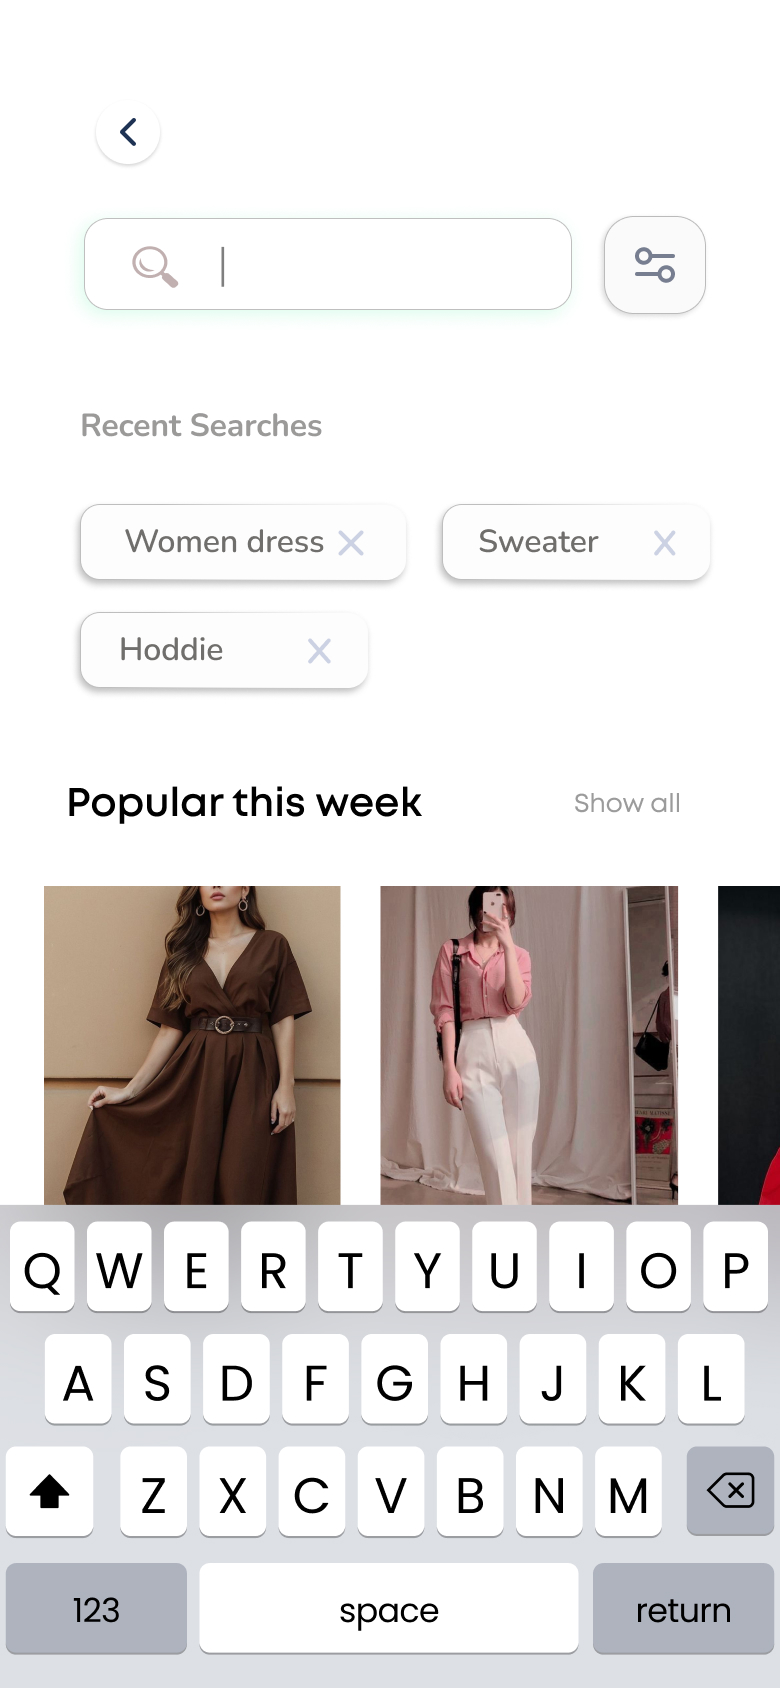 Recent Searches
Women dress
Sweater
Hoddie
Popular this week
Show all
Q W E R T Y U I O P
A S D F G H J K L
Z X C V B N M
123 space return